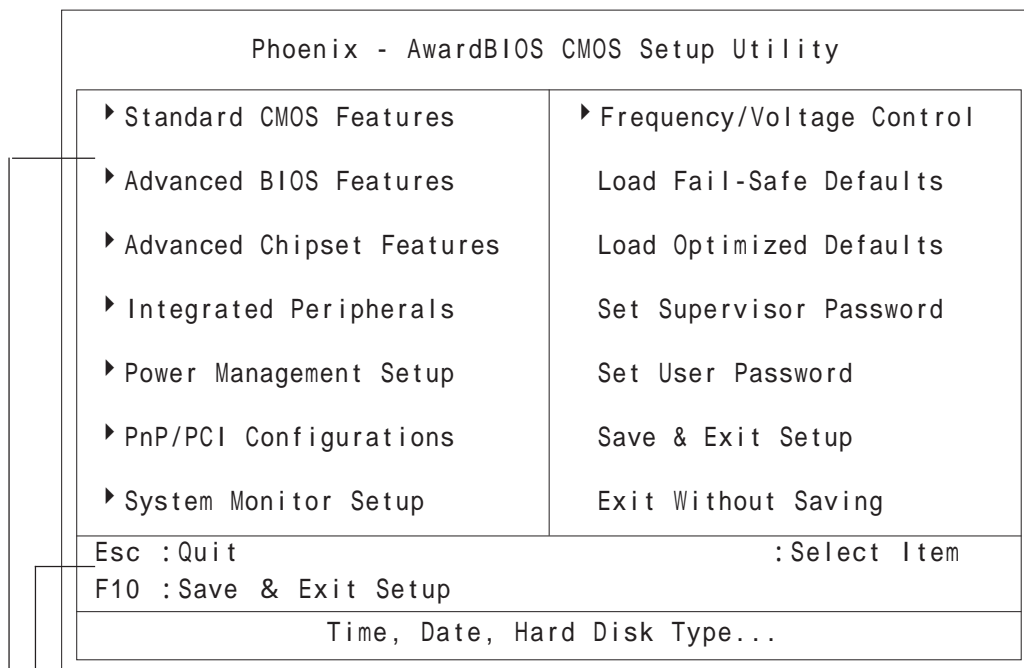 Phoenix - AwardBIOS CMOS Setup Utility
Standard CMOS Features
Advanced BIOS Features
Advanced Chipset Features
Integrated Peripherals
Power Management Setup
PnP/PCI Configurations
System Monitor Setup
Frequency/Voltage Control
Load Fail-Safe Defaults
Load Optimized Defaults
Set Supervisor Password
Set User Password
Save & Exit Setup
Exit Without Saving
Esc :Quit :Select Item
F10 :Save & Exit Setup
Time, Date, Hard Disk Type...